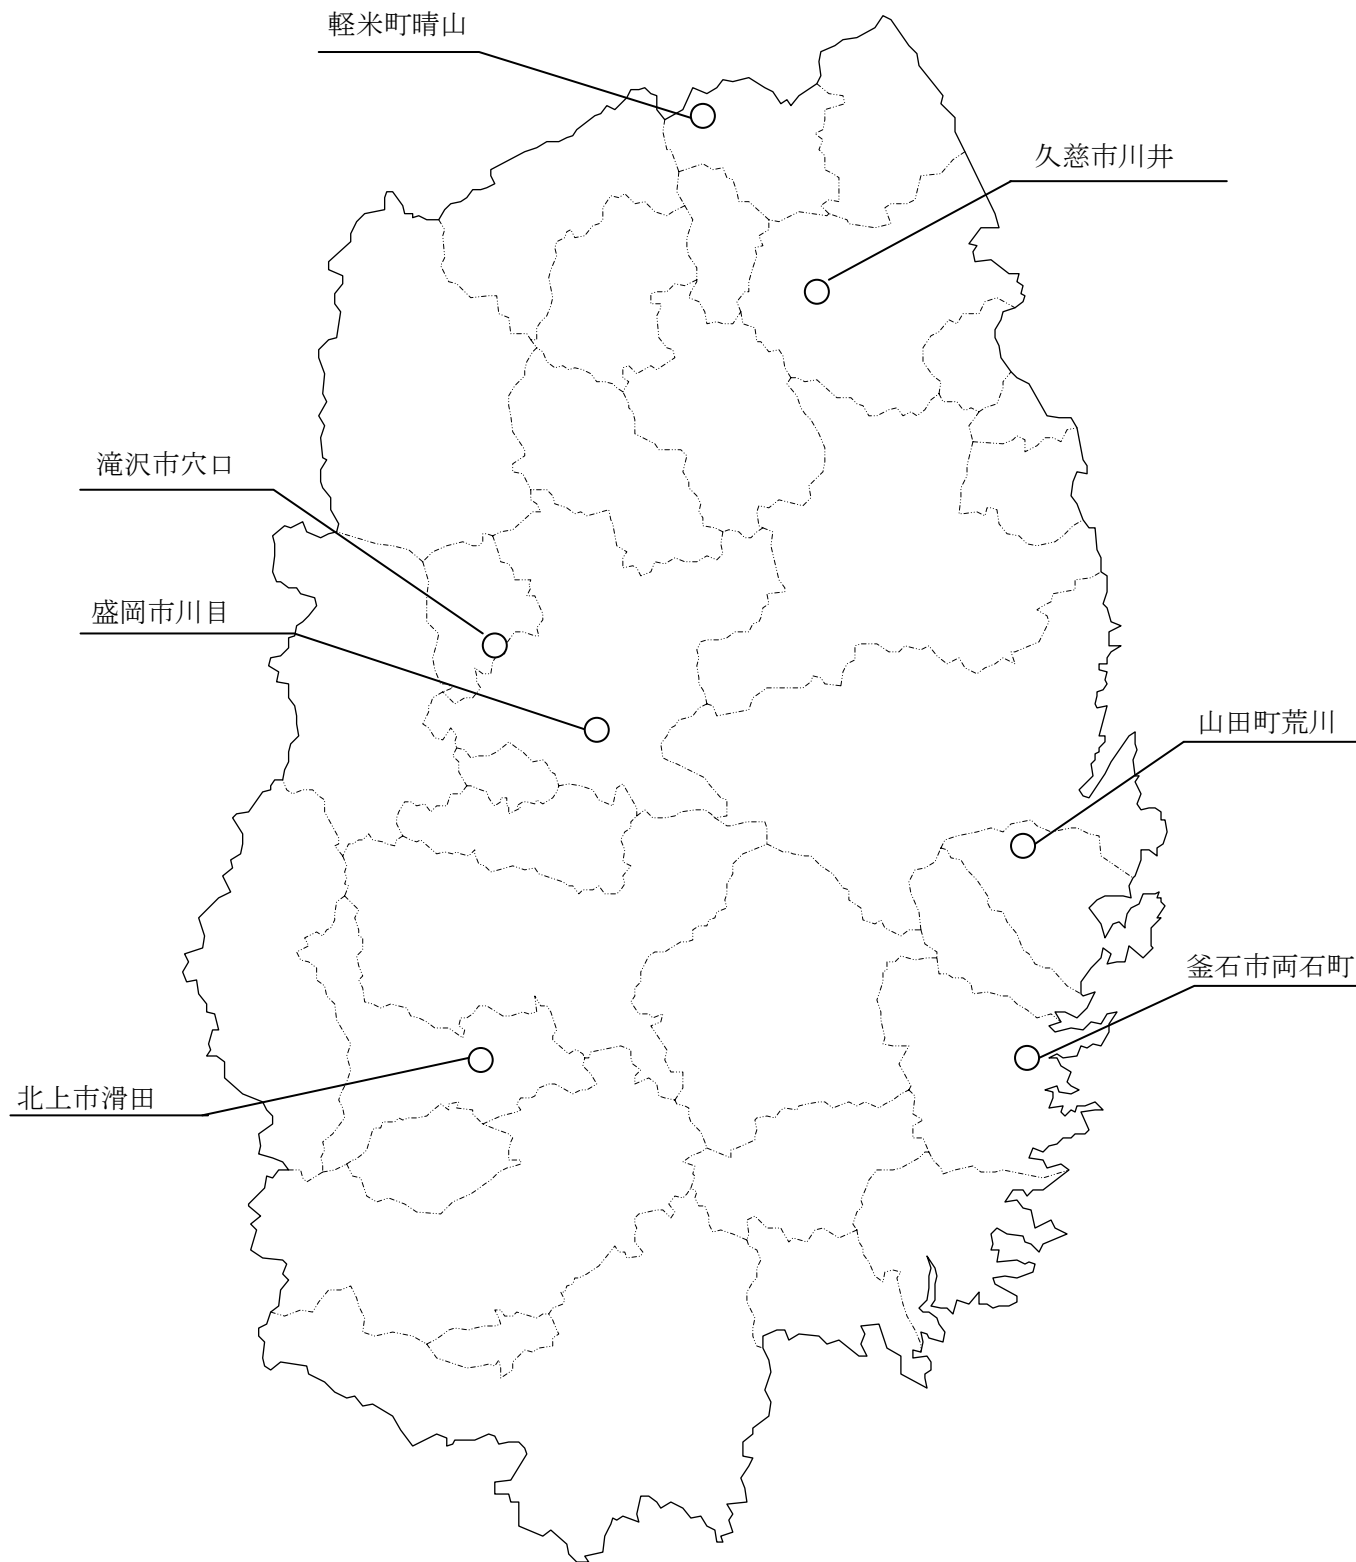 軽米町晴山
久慈市川井
滝沢市穴口
盛岡市川目
山田町荒川
釜石市両石町
北上市滑田